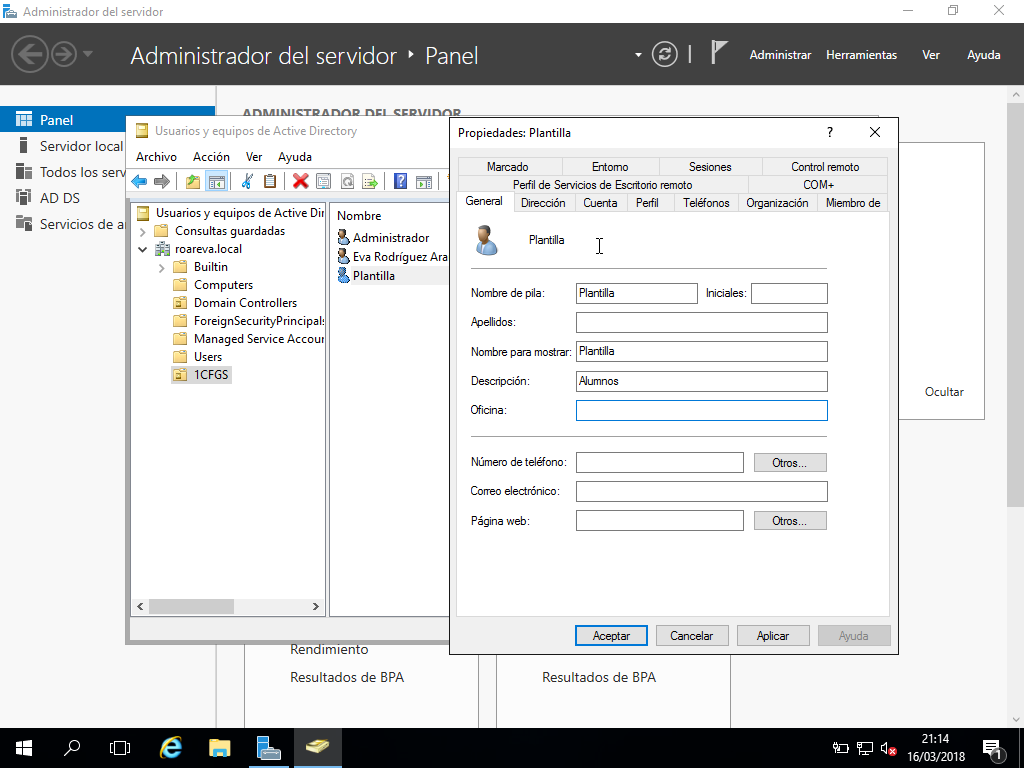 Administrador del servidor
Administrador del servidor ‣ Panel
Administrar Herramientas Ver Ayuda
Panel
Servidor local
Todos los serv
AD DS
Servicios de a
ADMINISTRADOR DEL SERVIDOR
Usuarios y equipos de Active Directory
Archivo Acción Ver Ayuda
Usuarios y equipos de Active Dir
Consultas guardadas
roareva.local
Builtin
Computers
Domain Controllers
ForeignSecurityPrincipals
Managed Service Accour
Users
1CFGS
Nombre
Administrador
Eva Rodríguez Ara
Plantilla
Propiedades: Plantilla ?
Marcado Entorno Sesiones Control remoto
Perfil de Servicios de Escritorio remoto COM+
General Dirección Cuenta Perfil Teléfonos Organización Miembro de
Plantilla
Nombre de pila: Plantilla Iniciales:
Apellidos:
Nombre para mostrar: Plantilla
Descripción: Alumnos
Oficina:
Número de teléfono: Otros...
Correo electrónico:
Página web: Otros...
Aceptar Cancelar Aplicar Ayuda
Ocultar
Rendimiento
Resultados de BPA Resultados de BPA
21:14
16/03/2018
1